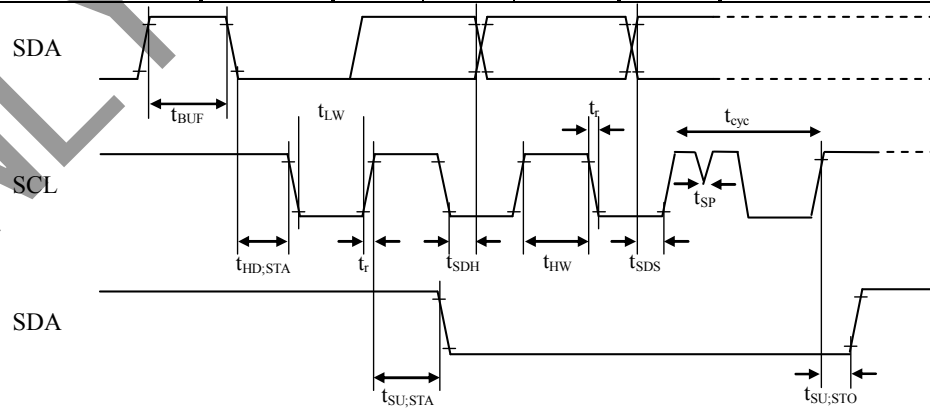 SDA
t_BUF
t_LW
t_r
t_cyc
SCL
t_SP
t_HD;STA
t_r
t_SDH
t_HW
t_SDS
SDA
t_SU;STA
t_SU;STO